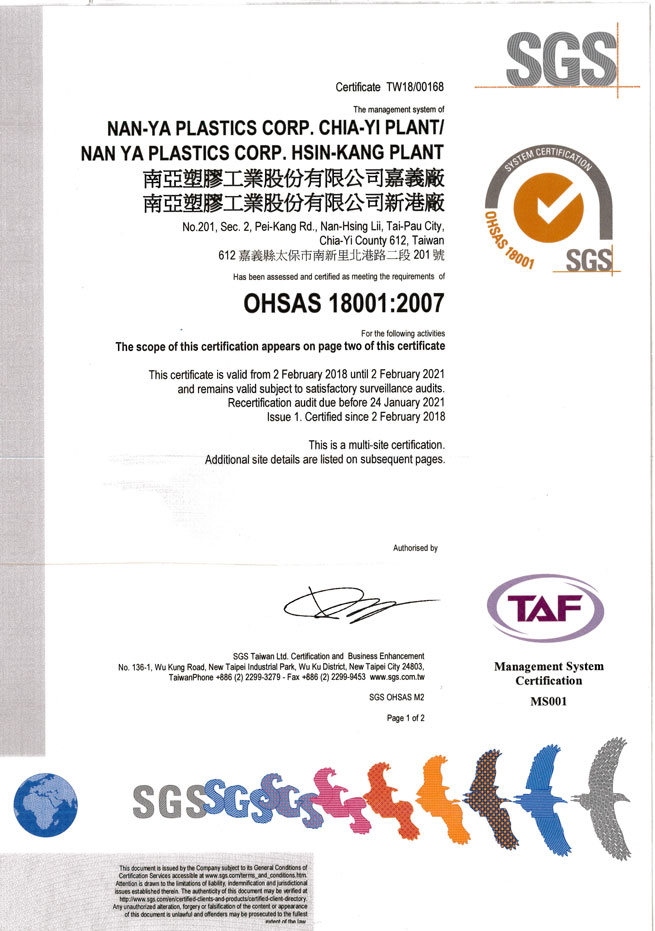 SGS
Certificate TW18/00168
The management system of
NAN-YA PLASTICS CORP. CHIA-YI PLANT/
NAN YA PLASTICS CORP. HSIN-KANG PLANT
南亞塑膠工業股份有限公司嘉義廠
南亞塑膠工業股份有限公司新港廠
SYSTEM CERTIFICATION
OHSAS 18001
SGS
No.201, Sec. 2, Pei-Kang Rd., Nan-Hsing Lii, Tai-Pau City,
Chia-Yi County 612, Taiwan
612 嘉義縣太保市南新里北港路二段 201 號
Has been assessed and certified as meeting the requirements of
OHSAS 18001:2007
For the following activities
The scope of this certification appears on page two of this certificate
This certificate is valid from 2 February 2018 until 2 February 2021
and remains valid subject to satisfactory surveillance audits.
Recertification audit due before 24 January 2021
Issue 1. Certified since 2 February 2018
This is a multi-site certification.
Additional site details are listed on subsequent pages.
Authorised by
TAF
Management System
Certification
MS001
SGS Taiwan Ltd. Certification and Business Enhancement
No. 136-1, Wu Kung Road, New Taipei Industrial Park, Wu Ku District, New Taipei City 24803,
TaiwanPhone +886 (2) 2299-3279 - Fax +886 (2) 2299-9453 www.sgs.com.tw
SGS OHSAS M2
Page 1 of 2
SGS SGS SGS
This document is issued by the Company subject to its General Conditions of
Certification Services accessible at www.sgs.com/terms_and_conditions.htm.
Attention is drawn to the limitations of liability, indemnification and jurisdictional
issues established therein. The authenticity of this document may be verified at
http://www.sgs.com/en/certified-clients-and-products/certified-client-directory.
Any unauthorized alteration, forgery or falsification of the content or appearance
of this document is unlawful and offenders may be prosecuted to the fullest
extent of the law.